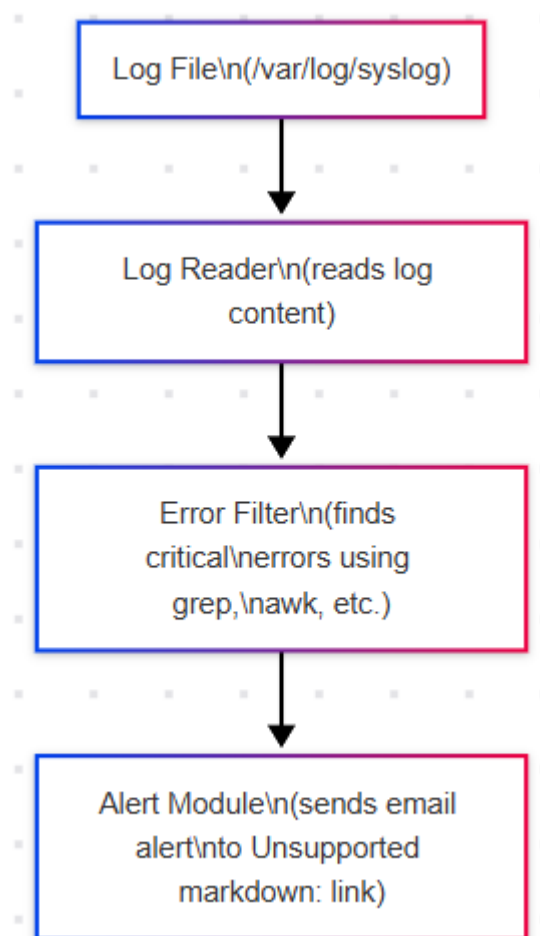 Log File\n(/var/log/syslog)
Log Reader\n(reads log
content)
Error Filter\n(finds
critical\nerrors using
grep,\nawk, etc.)
Alert Module\n(sends email
alert\nto Unsupported
markdown: link)